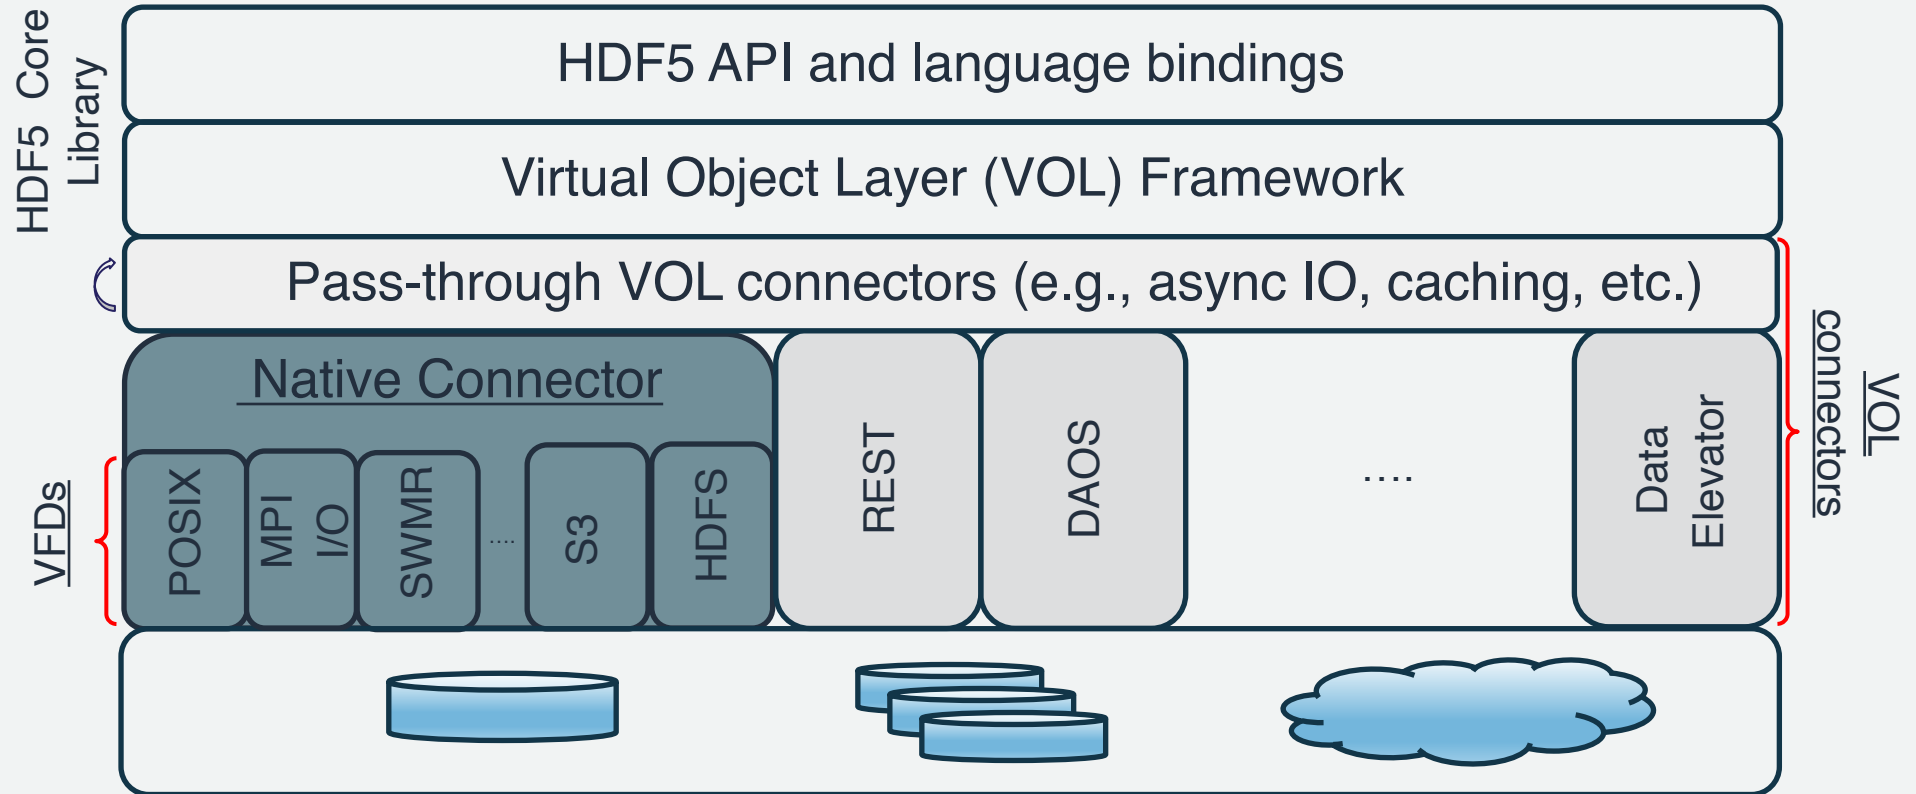 HDF5 Core
Library
HDF5 API and language bindings
Virtual Object Layer (VOL) Framework
Pass-through VOL connectors (e.g., async IO, caching, etc.)
Native Connector
VFDs
POSIX
MPI
I/O
SWMR
....
S3
HDFS
REST
DAOS
....
Data
Elevator
VOL
connectors